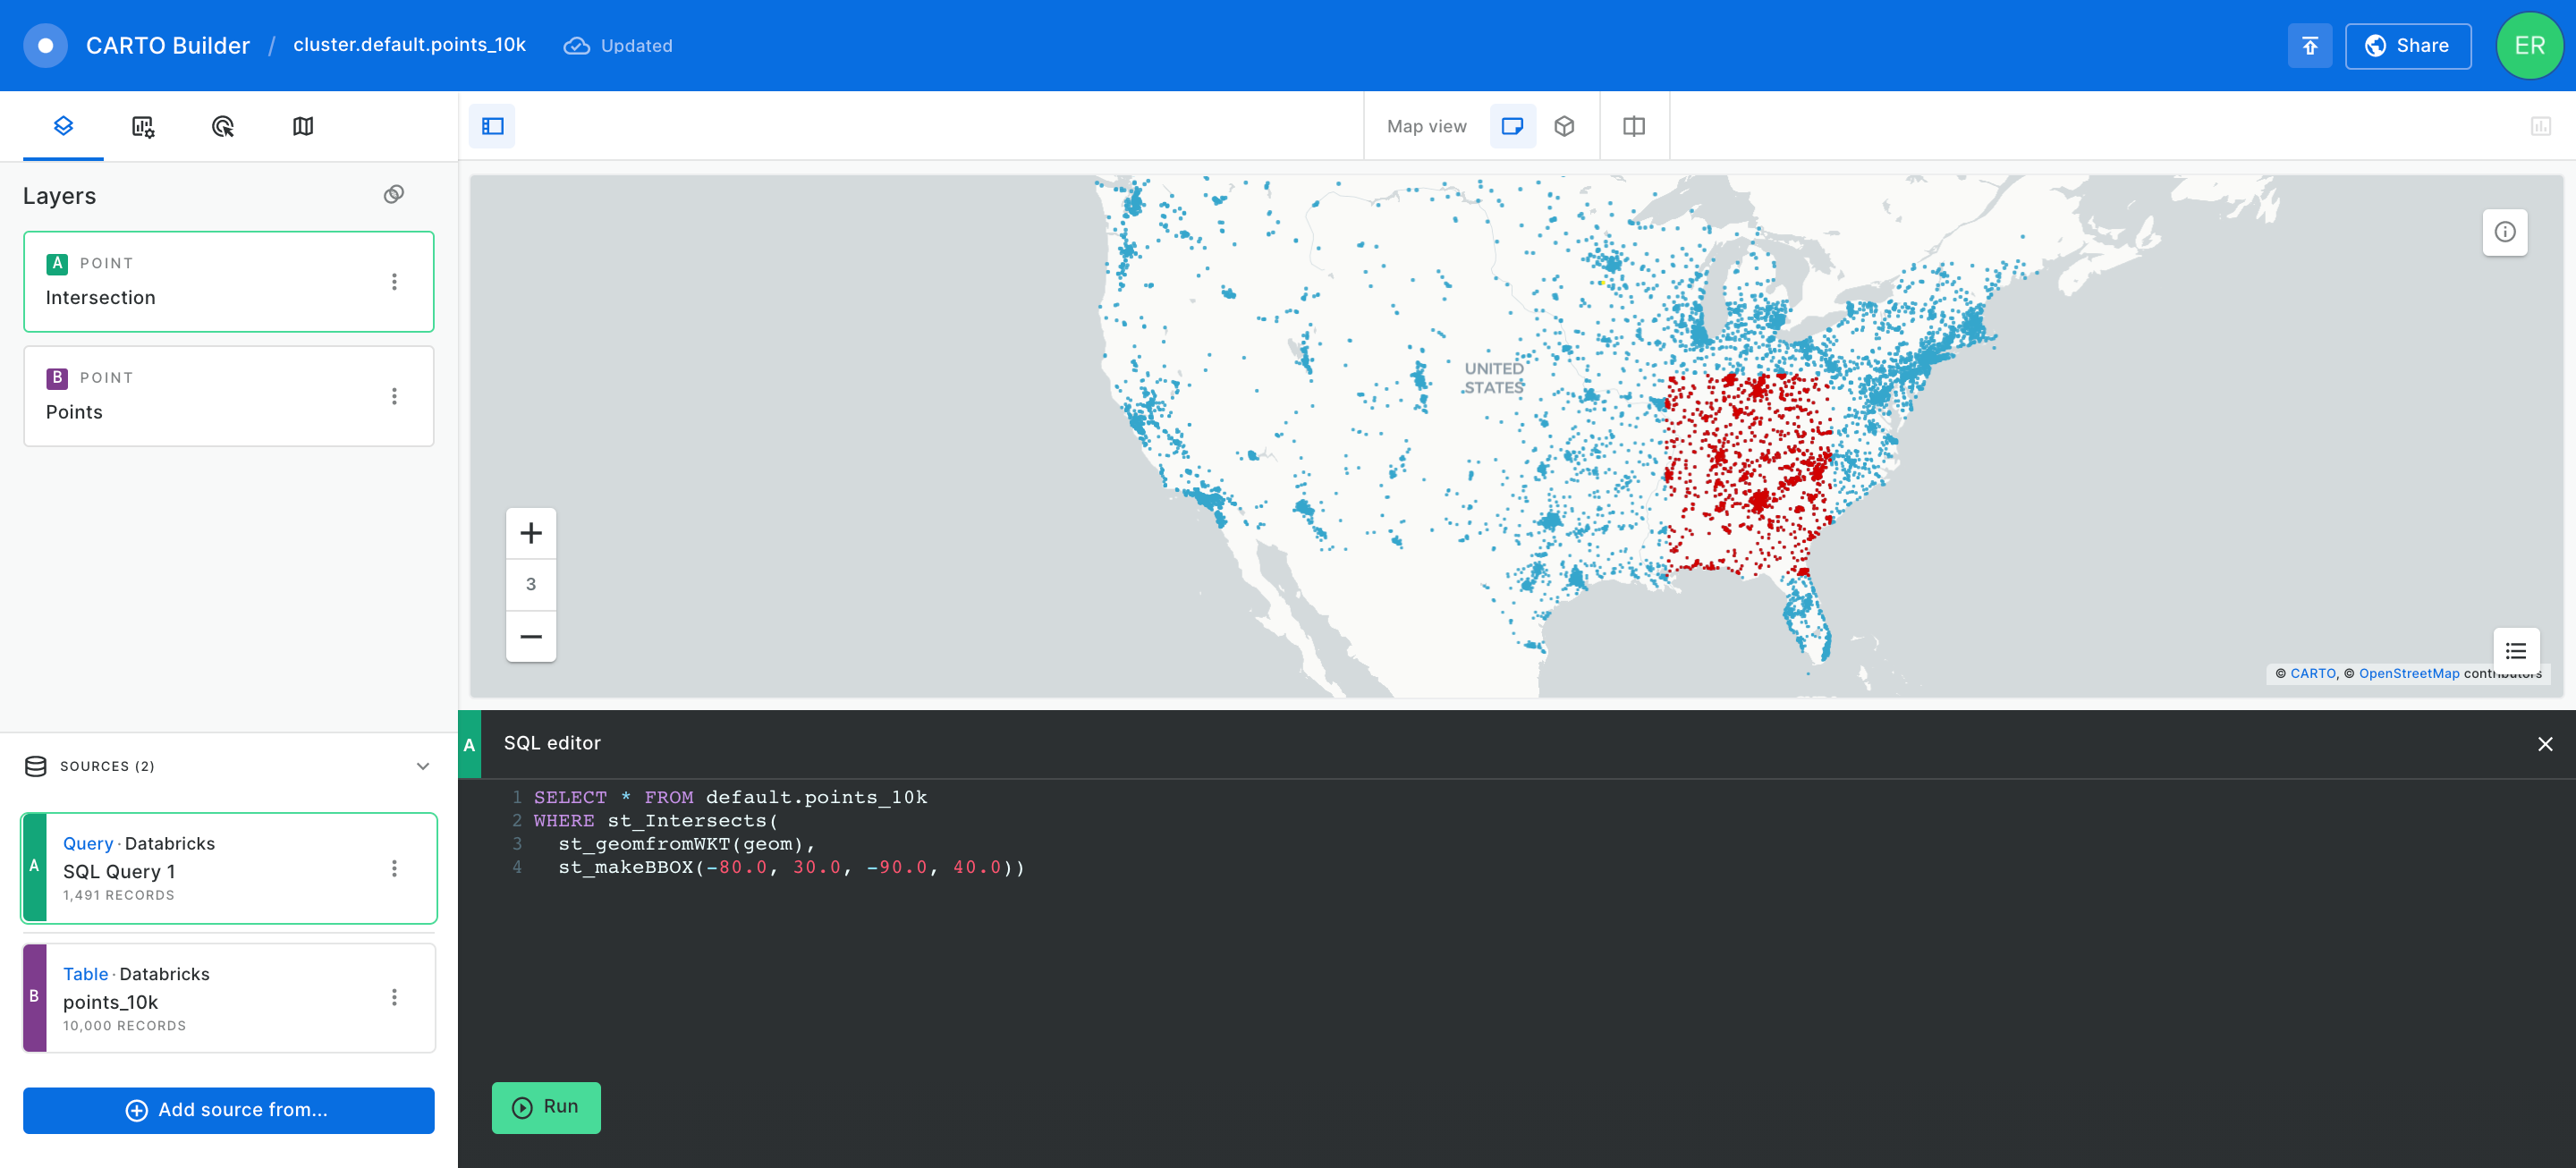 CARTO Builder / cluster.default.points_10k Updated
Share
ER
Map view
Layers
A POINT
Intersection
B POINT
Points
UNITED
STATES
3
© CARTO, © OpenStreetMap contributors
SOURCES (2)
A
Query · Databricks
SQL Query 1
1,491 RECORDS
B
Table · Databricks
points_10k
10,000 RECORDS
Add source from...
A SQL editor
1 SELECT * FROM default.points_10k
2 WHERE st_Intersects(
3 st_geomfromWKT(geom),
4 st_makeBBOX(-80.0, 30.0, -90.0, 40.0))
Run